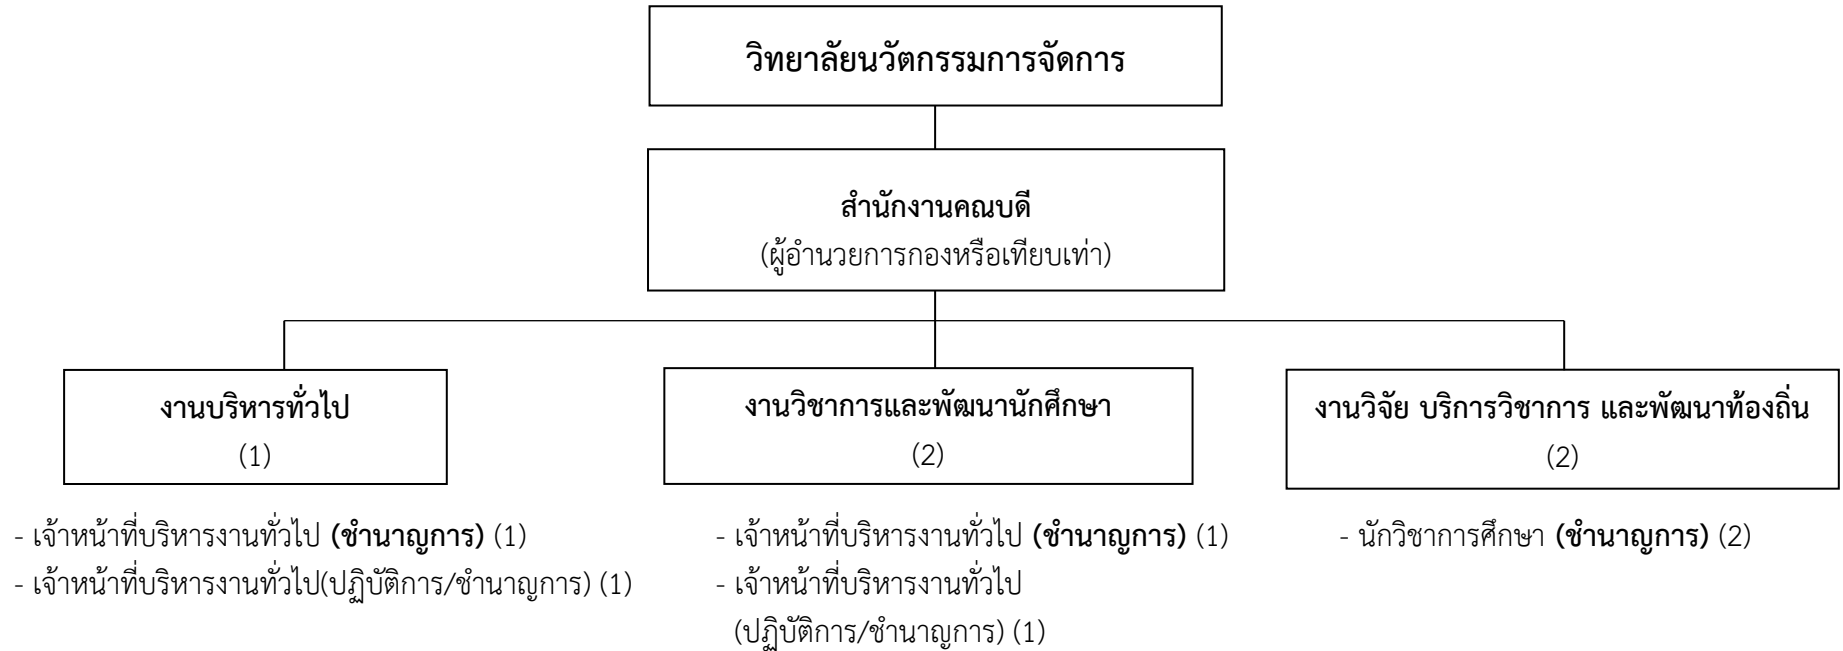 วิทยาลัยนวัตกรรมการจัดการ
สำนักงานคณบดี
(ผู้อำนวยการกองหรือเทียบเท่า)
งานบริหารทั่วไป
(1)
- เจ้าหน้าที่บริหารงานทั่วไป (ชำนาญการ) (1)
- เจ้าหน้าที่บริหารงานทั่วไป(ปฏิบัติการ/ชำนาญการ) (1)
งานวิชาการและพัฒนานักศึกษา
(2)
- เจ้าหน้าที่บริหารงานทั่วไป (ชำนาญการ) (1)
- เจ้าหน้าที่บริหารงานทั่วไป
(ปฏิบัติการ/ชำนาญการ) (1)
งานวิจัย บริการวิชาการ และพัฒนาท้องถิ่น
(2)
- นักวิชาการศึกษา (ชำนาญการ) (2)